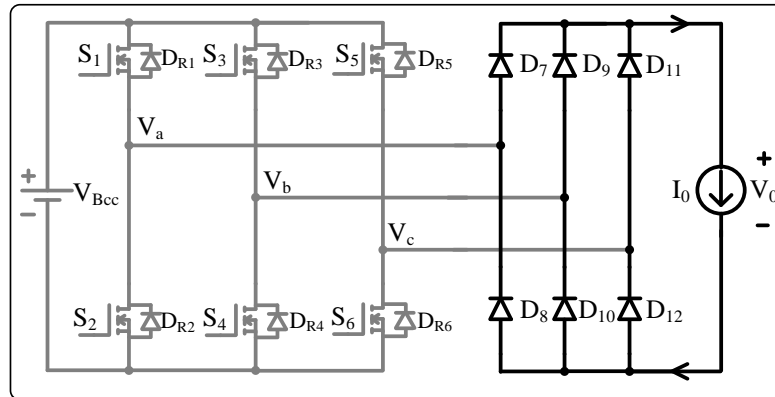 S1 DR1 S3 DR3 S5 DR5 D7 D9 D11
Va
+ VBcc − Vb I0 + V0 −
Vc
S2 DR2 S4 DR4 S6 DR6 D8 D10 D12